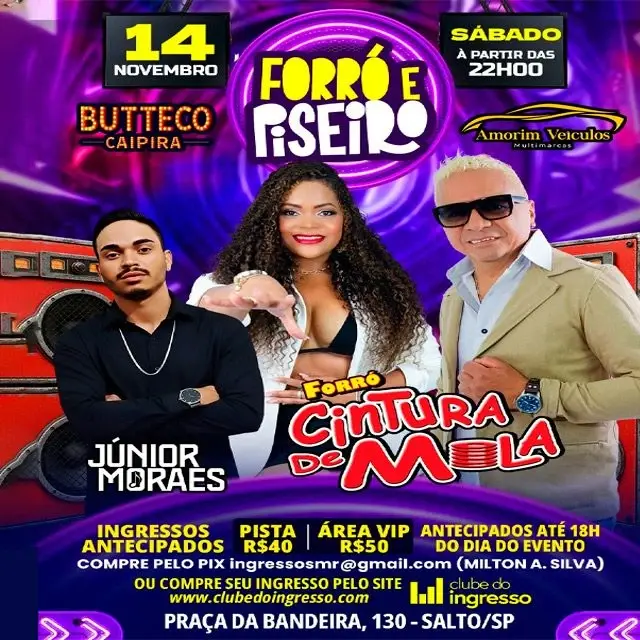 14
NOVEMBRO
SÁBADO
À PARTIR DAS
22H00
FORRÓ E
PISEIRO
BUTTECO
CAIPIRA
Amorim Veiculos
Multimarcas
FORRÓ
CINTURA
DE MOLA
JÚNIOR
MORAES
INGRESSOS
ANTECIPADOS
PISTA
R$40
ÁREA VIP
R$50
ANTECIPADOS ATÉ 18H
DO DIA DO EVENTO
COMPRE PELO PIX ingressosmr@gmail.com (MILTON A. SILVA)
OU COMPRE SEU INGRESSO PELO SITE
www.clubedoingresso.com
clube do
ingresso
PRAÇA DA BANDEIRA, 130 - SALTO/SP